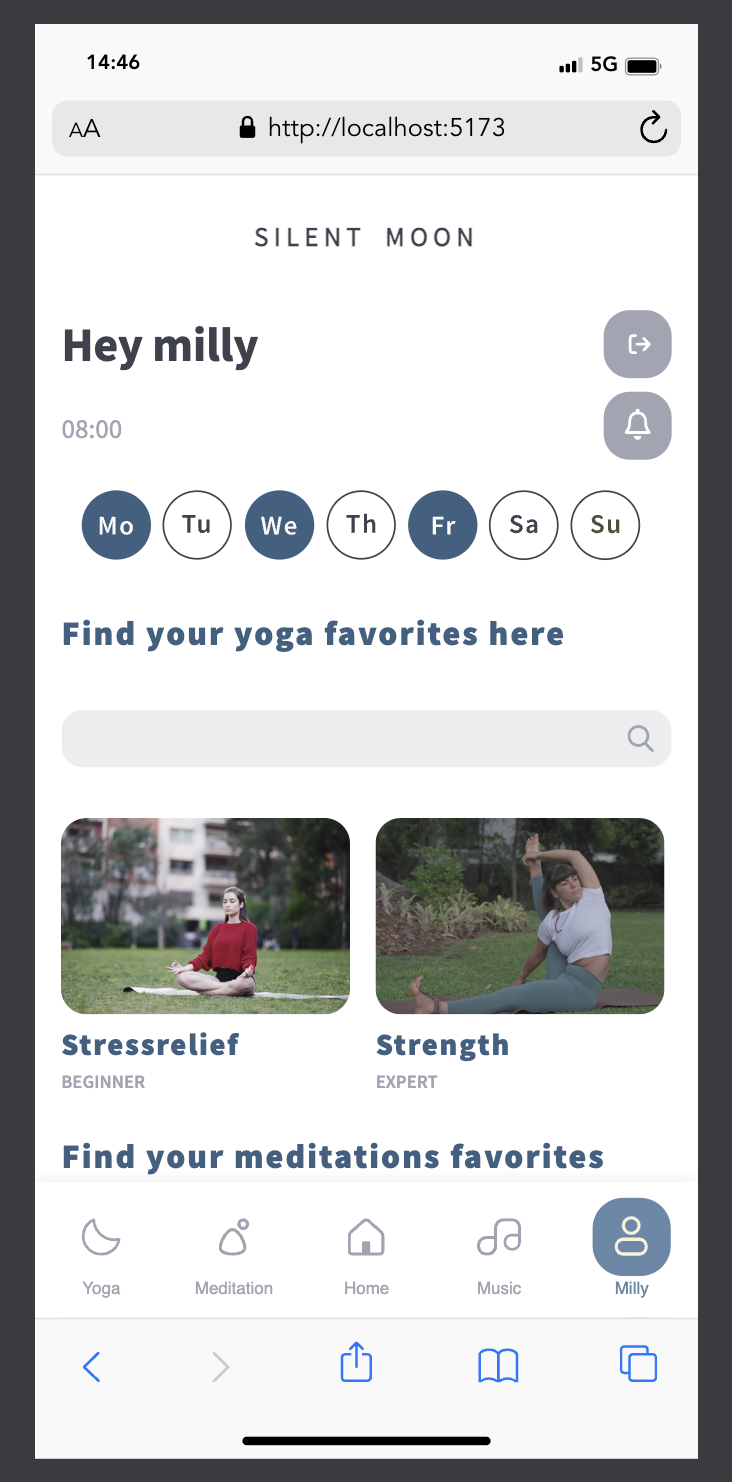 14:46
5G
AA
http://localhost:5173
SILENT MOON
Hey milly
08:00
Mo Tu We Th Fr Sa Su
Find your yoga favorites here
Stressrelief
BEGINNER
Strength
EXPERT
Find your meditations favorites
Yoga
Meditation
Home
Music
Milly